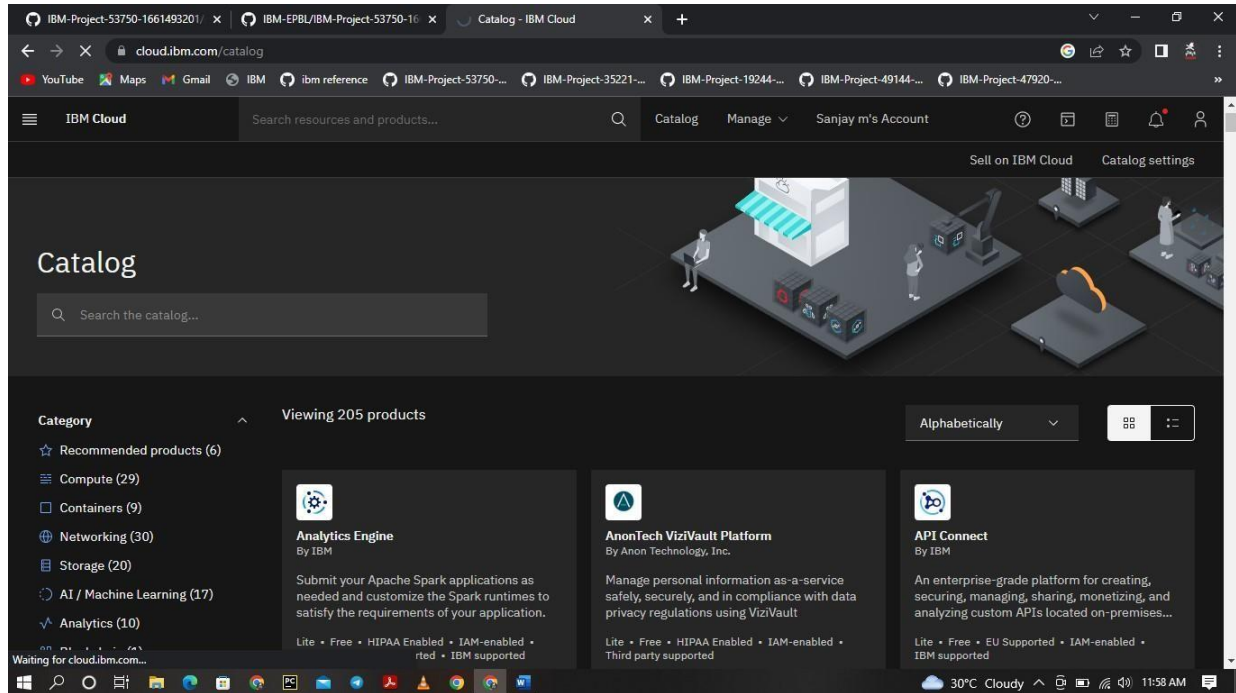 IBM-Project-53750-1661493201/
IBM-EPBL/IBM-Project-53750-16
Catalog - IBM Cloud
cloud.ibm.com/catalog
YouTube Maps Gmail IBM ibm reference IBM-Project-53750-... IBM-Project-35221-... IBM-Project-19244-... IBM-Project-49144-... IBM-Project-47920-...
IBM Cloud Search resources and products... Catalog Manage Sanjay m's Account
Sell on IBM Cloud Catalog settings
Catalog
Search the catalog...
Category
Recommended products (6)
Compute (29)
Containers (9)
Networking (30)
Storage (20)
AI / Machine Learning (17)
Analytics (10)
Viewing 205 products
Alphabetically
Analytics Engine
By IBM
Submit your Apache Spark applications as
needed and customize the Spark runtimes to
satisfy the requirements of your application.
Lite • Free • HIPAA Enabled • IAM-enabled •
rted • IBM supported
AnonTech ViziVault Platform
By Anon Technology, Inc.
Manage personal information as-a-service
safely, securely, and in compliance with data
privacy regulations using ViziVault
Lite • Free • HIPAA Enabled • IAM-enabled •
Third party supported
API Connect
By IBM
An enterprise-grade platform for creating,
securing, managing, sharing, monetizing, and
analyzing custom APIs located on-premises...
Lite • Free • EU Supported • IAM-enabled •
IBM supported
Waiting for cloud.ibm.com...
30°C Cloudy 11:58 AM